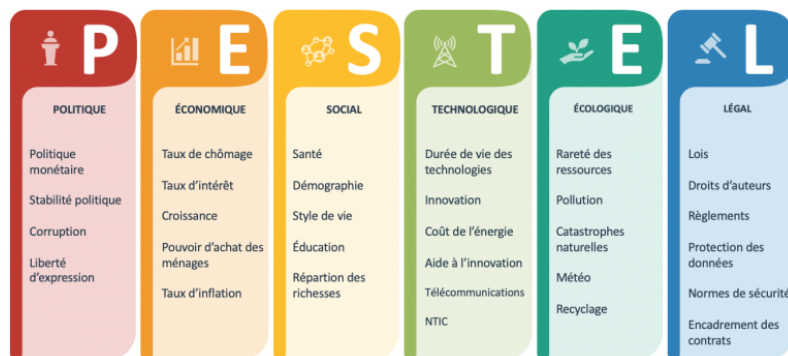 P
POLITIQUE
Politique
monétaire
Stabilité politique
Corruption
Liberté
d'expression
E
ÉCONOMIQUE
Taux de chômage
Taux d'intérêt
Croissance
Pouvoir d'achat des
ménages
Taux d'inflation
S
SOCIAL
Santé
Démographie
Style de vie
Éducation
Répartion des
richesses
T
TECHNOLOGIQUE
Durée de vie des
technologies
Innovation
Coût de l'énergie
Aide à l'innovation
Télécommunications
NTIC
E
ÉCOLOGIQUE
Rareté des
ressources
Pollution
Catastrophes
naturelles
Météo
Recyclage
L
LÉGAL
Lois
Droits d'auteurs
Règlements
Protection des
données
Normes de sécurité
Encadrement des
contrats